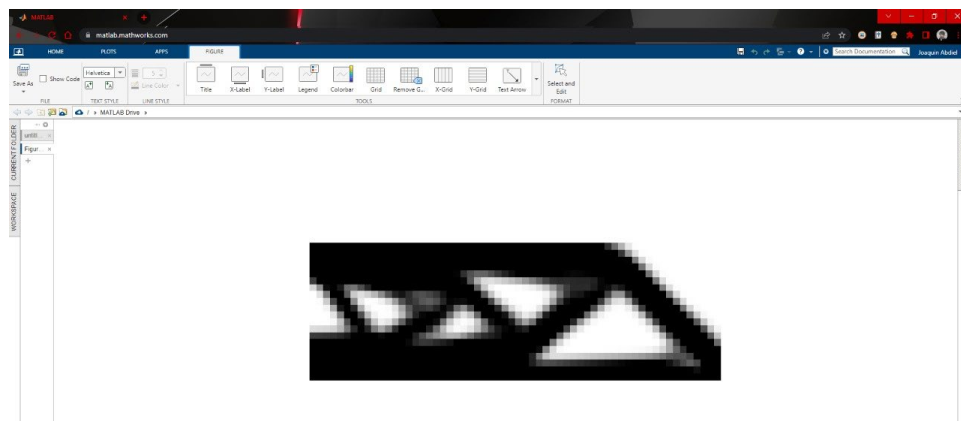 MATLAB
matlab.mathworks.com
HOME PLOTS APPS FIGURE
Search Documentation Joaquin Abdiel
Save As Show Code Helvetica 5 Line Color
Title X-Label Y-Label Legend Colorbar Grid Remove G... X-Grid Y-Grid Text Arrow Select and Edit
FILE TEXT STYLE LINE STYLE TOOLS FORMAT
/ > MATLAB Drive >
CURRENT FOLDER
untit...
Figur...
WORKSPACE